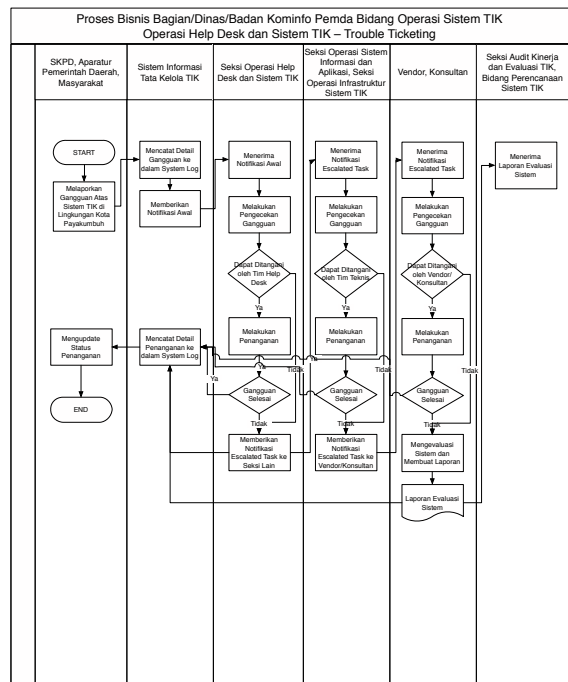 Proses Bisnis Bagian/Dinas/Badan Kominfo Pemda Bidang Operasi Sistem TIK
Operasi Help Desk dan Sistem TIK – Trouble Ticketing
SKPD, Aparatur
Pemerintah Daerah,
Masyarakat
Sistem Informasi
Tata Kelola TIK
Seksi Operasi Help
Desk dan Sistem TIK
Seksi Operasi Sistem
Informasi dan
Aplikasi, Seksi
Operasi Infrastruktur
Sistem TIK
Vendor, Konsultan
Seksi Audit Kinerja
dan Evaluasi TIK,
Bidang Perencanaan
Sistem TIK
START
Melaporkan
Gangguan Atas
Sistem TIK di
Lingkungan Kota
Payakumbuh
Mencatat Detail
Gangguan ke
dalam System Log
Memberikan
Notifikasi Awal
Menerima
Notifikasi Awal
Melakukan
Pengecekan
Gangguan
Dapat Ditangani
oleh Tim Help
Desk
Ya
Melakukan
Penanganan
Ya
Tidak
Gangguan
Selesai
Tidak
Memberikan
Notifikasi
Escalated Task ke
Seksi Lain
Menerima
Notifikasi
Escalated Task
Melakukan
Pengecekan
Gangguan
Dapat Ditangani
oleh Tim Teknis
Ya
Melakukan
Penanganan
Ya
Tidak
Gangguan
Selesai
Tidak
Memberikan
Notifikasi
Escalated Task ke
Vendor/Konsultan
Menerima
Notifikasi
Escalated Task
Melakukan
Pengecekan
Gangguan
Dapat Ditangani
oleh Vendor/
Konsultan
Ya
Melakukan
Penanganan
Tidak
Gangguan
Selesai
Tidak
Mengevaluasi
Sistem dan
Membuat Laporan
Laporan Evaluasi
Sistem
Menerima
Laporan Evaluasi
Sistem
Mencatat Detail
Penanganan ke
dalam System Log
Ya
Mengupdate
Status
Penanganan
END